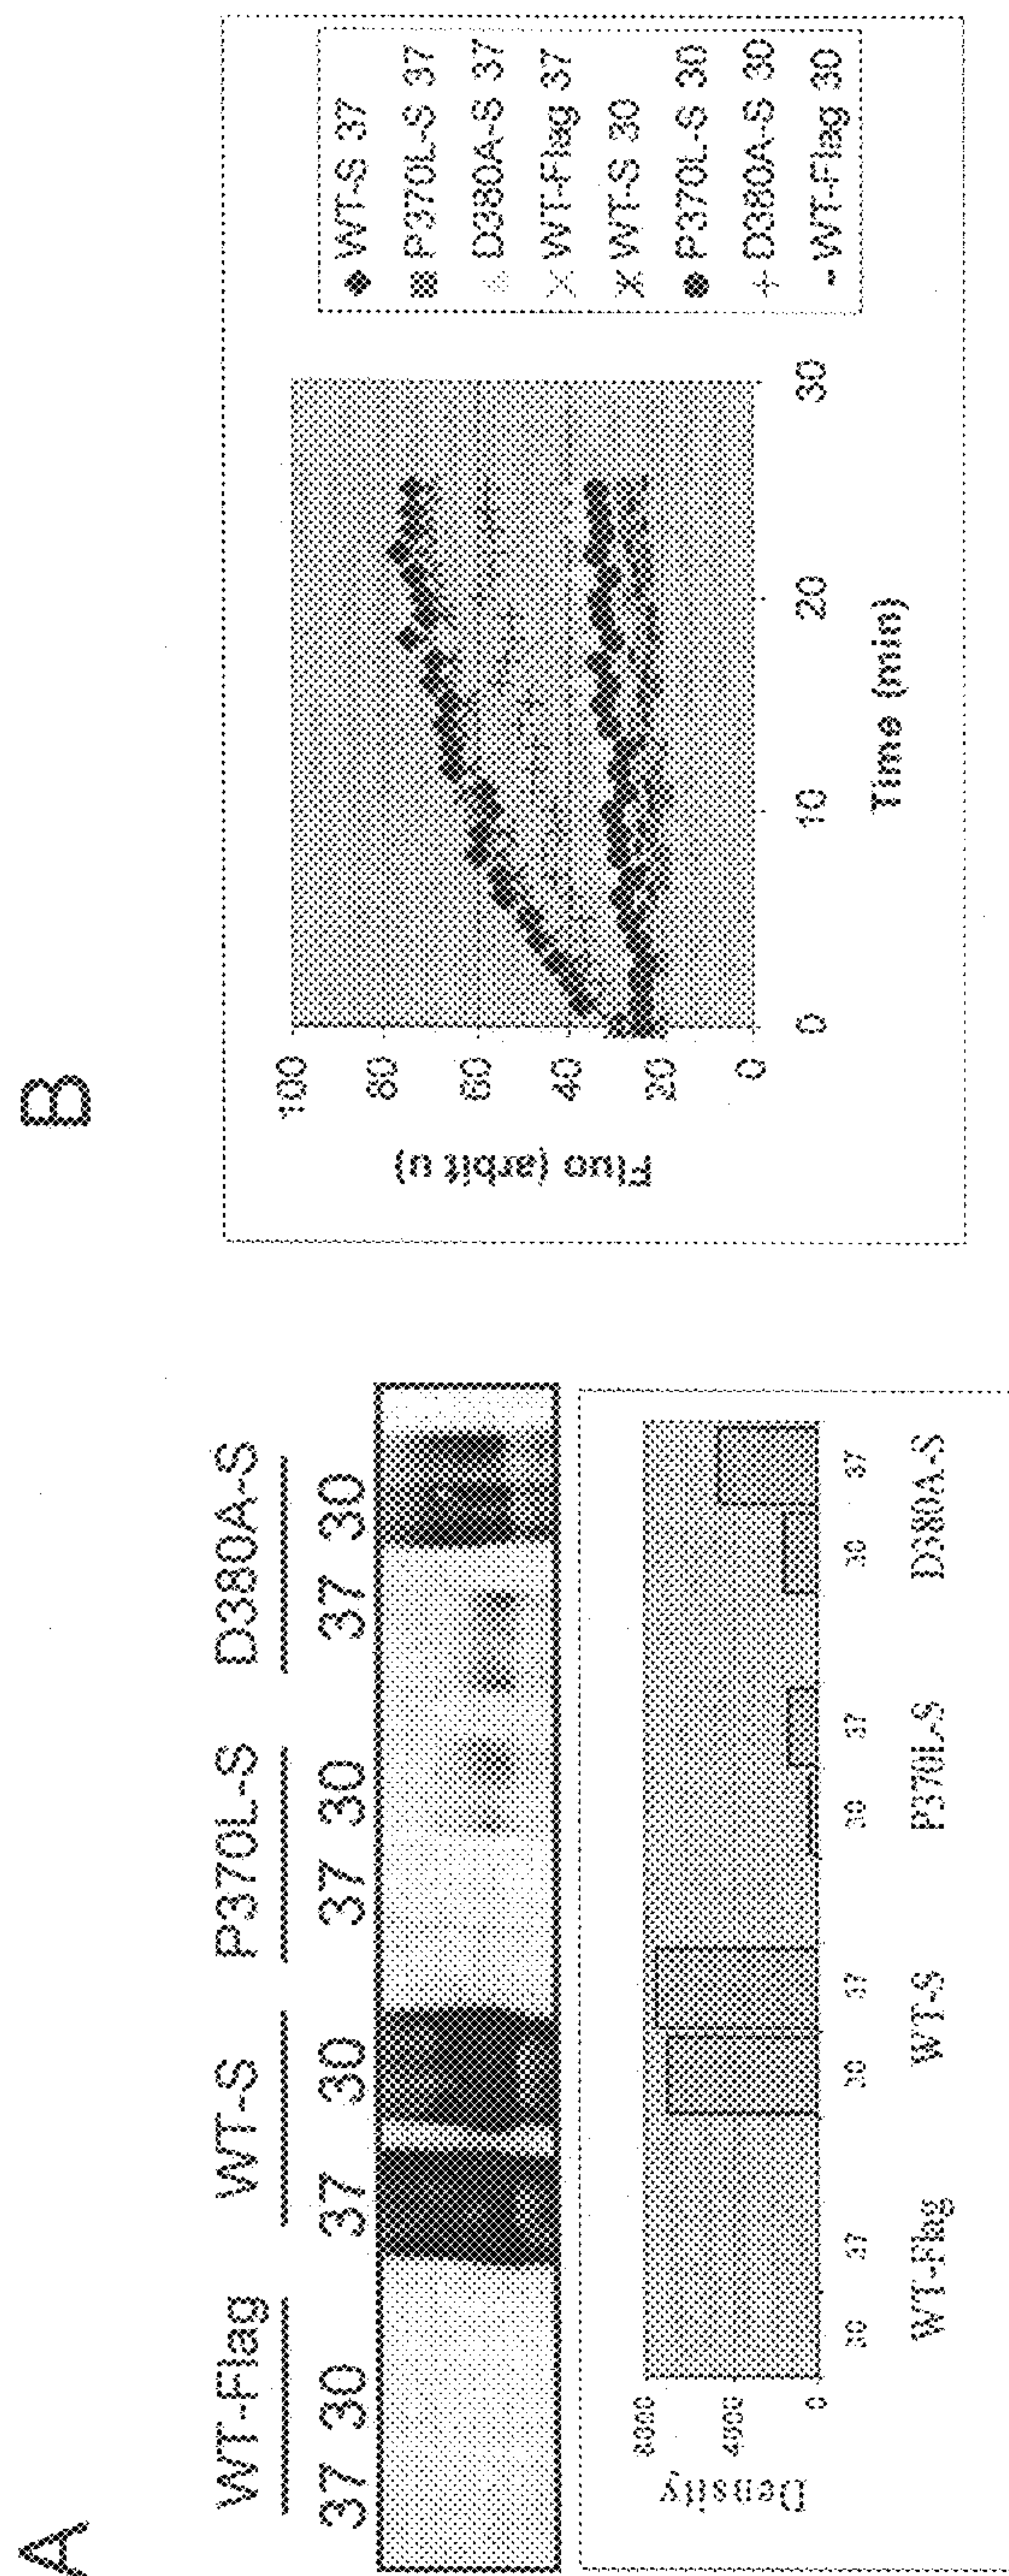 A
WT-Flag WT-S P370L-S D380A-S
37 30 37 30 37 30 37 30
Density
8000
4000
0
30 37 30 37 30 37 30 37
WT-Flag WT-S P370L-S D380A-S
B
Fluo (arbit u)
100
80
60
40
20
0
0 10 20 30
Time (min)
WT-S 37
P370L-S 37
D380A-S 37
WT-Flag 37
WT-S 30
P370L-S 30
D380A-S 30
WT-Flag 30